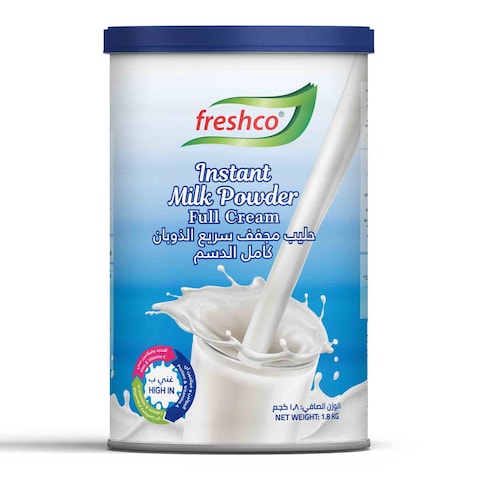 freshco®
Instant
Milk Powder
Full Cream
حليب مجفف سريع الذوبان
كامل الدسم
غني ب
HIGH IN
الوزن الصافي: ١,٨ كجم
NET WEIGHT: 1.8 KG